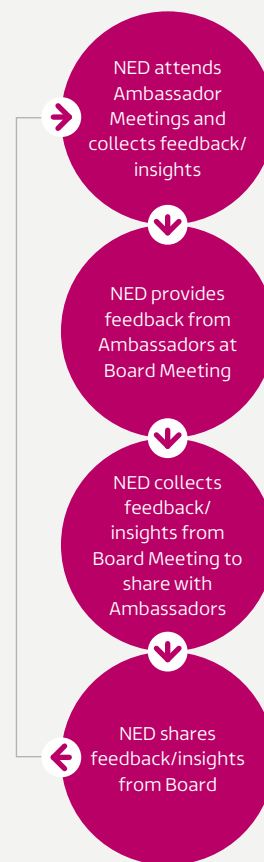 NED attends
Ambassador
Meetings and
collects feedback/
insights
NED provides
feedback from
Ambassadors at
Board Meeting
NED collects
feedback/
insights from
Board Meeting to
share with
Ambassadors
NED shares
feedback/insights
from Board